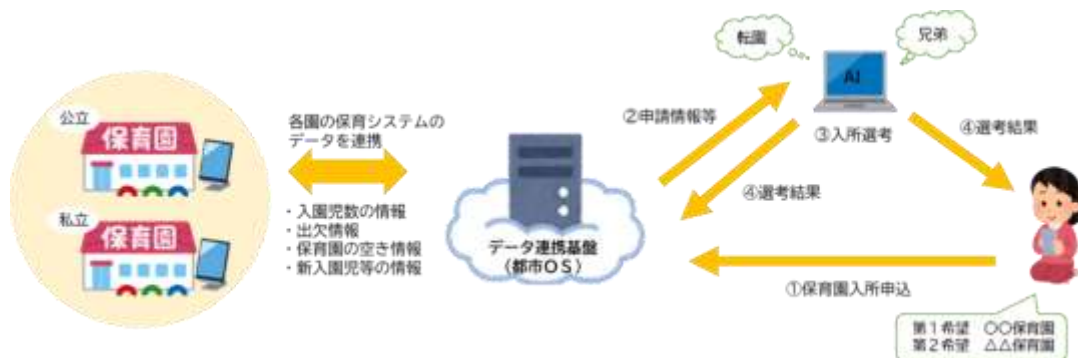 公立
保育園
私立
保育園
各園の保育システムの
データを連携
・入園児数の情報
・出欠情報
・保育園の空き情報
・新入園児等の情報
データ連携基盤
（都市OS）
転園
兄弟
AI
②申請情報等
③入所選考
④選考結果
④選考結果
①保育園入所申込
第１希望　〇〇保育園
第２希望　△△保育園